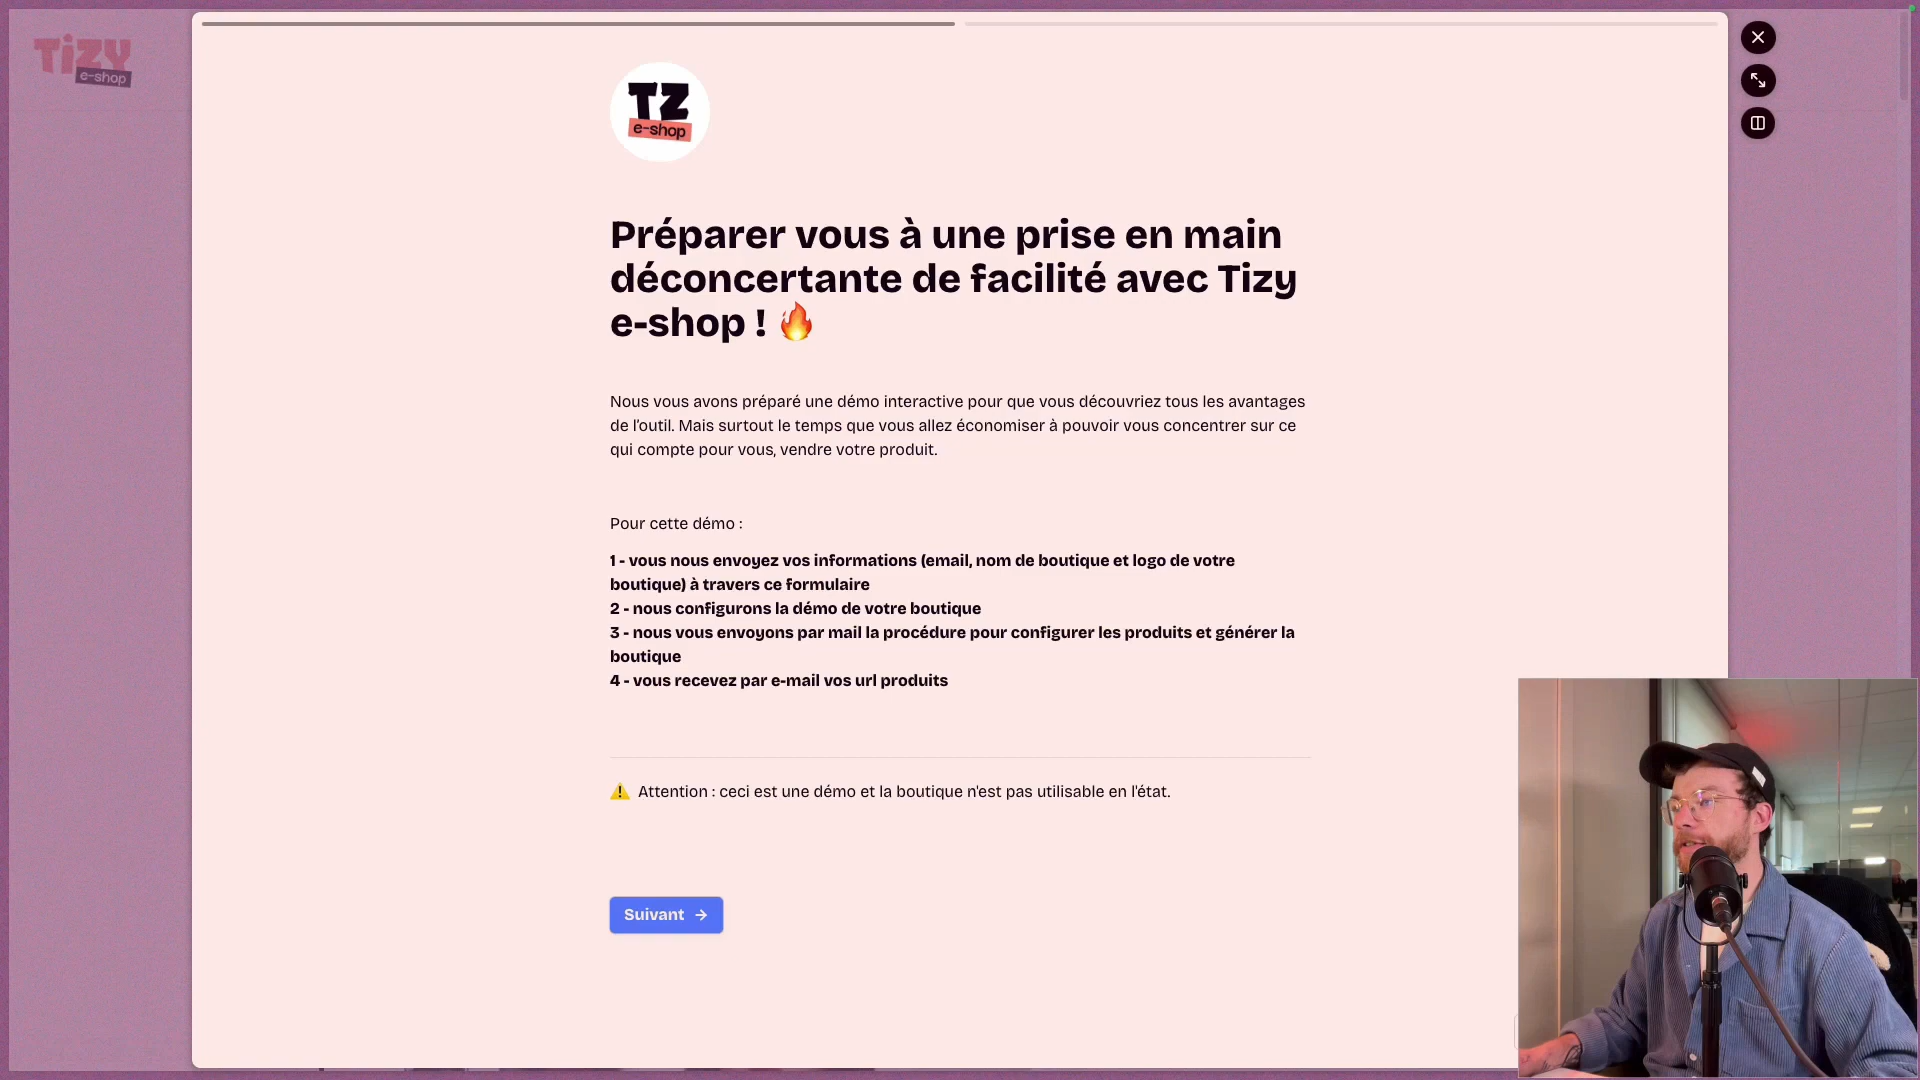 Tizy
e-shop
TZ
e-shop
Préparer vous à une prise en main
déconcertante de facilité avec Tizy
e-shop ! 🔥
Nous vous avons préparé une démo interactive pour que vous découvriez tous les avantages
de l'outil. Mais surtout le temps que vous allez économiser à pouvoir vous concentrer sur ce
qui compte pour vous, vendre votre produit.
Pour cette démo :
1 - vous nous envoyez vos informations (email, nom de boutique et logo de votre
boutique) à travers ce formulaire
2 - nous configurons la démo de votre boutique
3 - nous vous envoyons par mail la procédure pour configurer les produits et générer la
boutique
4 - vous recevez par e-mail vos url produits
⚠️ Attention : ceci est une démo et la boutique n'est pas utilisable en l'état.
Suivant →